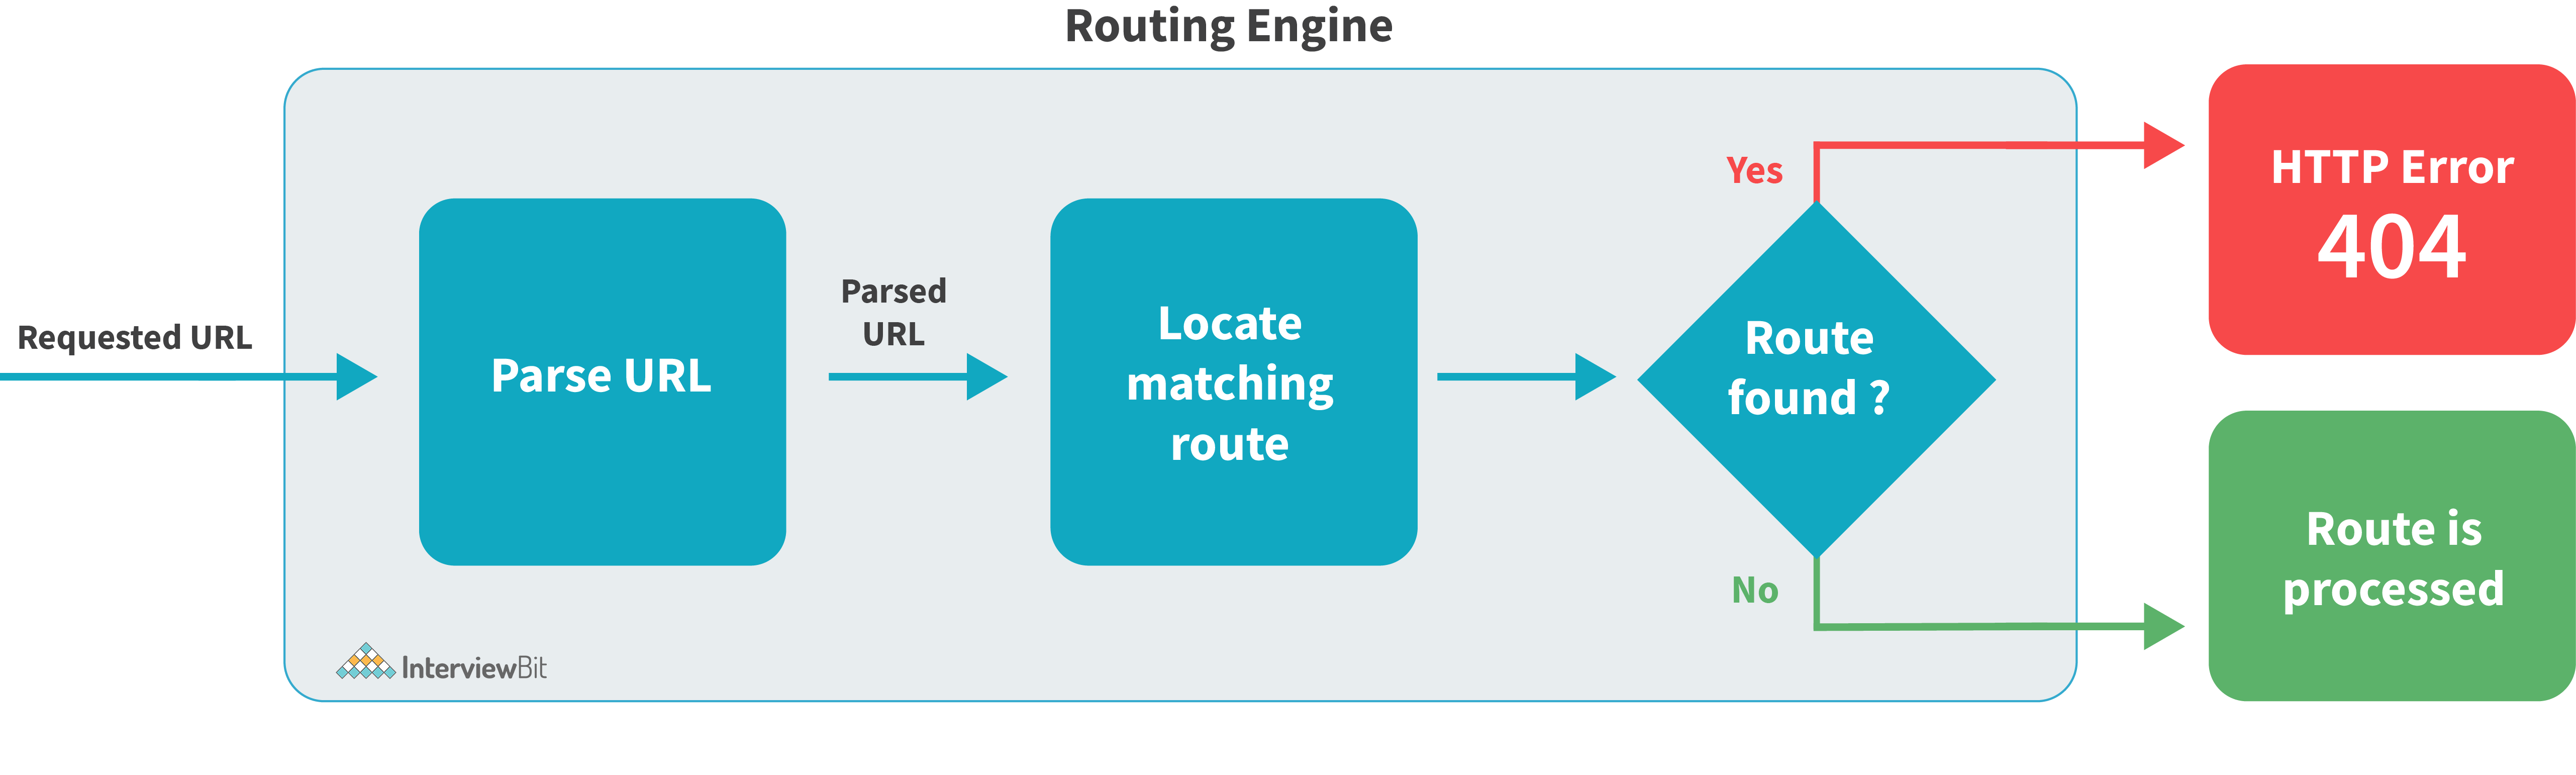 Routing Engine
Requested URL
Parse URL
Parsed
URL
Locate
matching
route
Route
found ?
Yes
HTTP Error
404
No
Route is
processed
InterviewBit